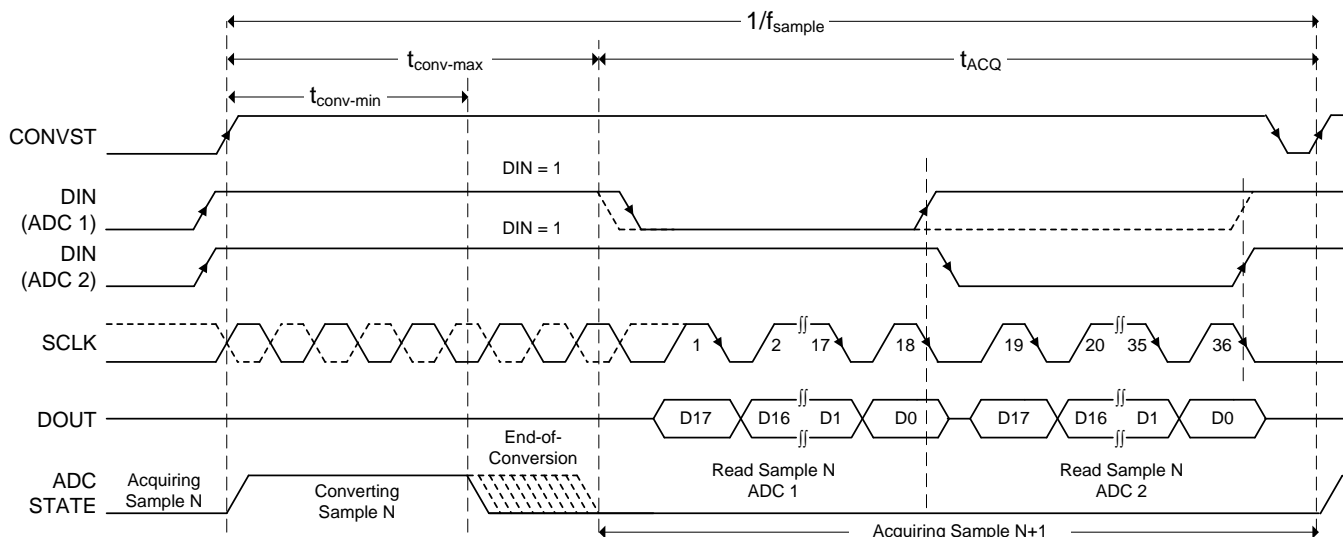 1/fsample
tconv-max
tACQ
tconv-min
CONVST
DIN = 1
DIN
(ADC 1)
DIN = 1
DIN
(ADC 2)
SCLK
1 2 ∫∫ 17 18 19 20 ∫∫ 35 36
DOUT
D17 D16 ∫∫ D1 D0 D17 D16 ∫∫ D1 D0
∫∫ ∫∫
End-of-
Conversion
ADC
STATE
Acquiring
Sample N
Converting
Sample N
Read Sample N
ADC 1
Read Sample N
ADC 2
Acquiring Sample N+1